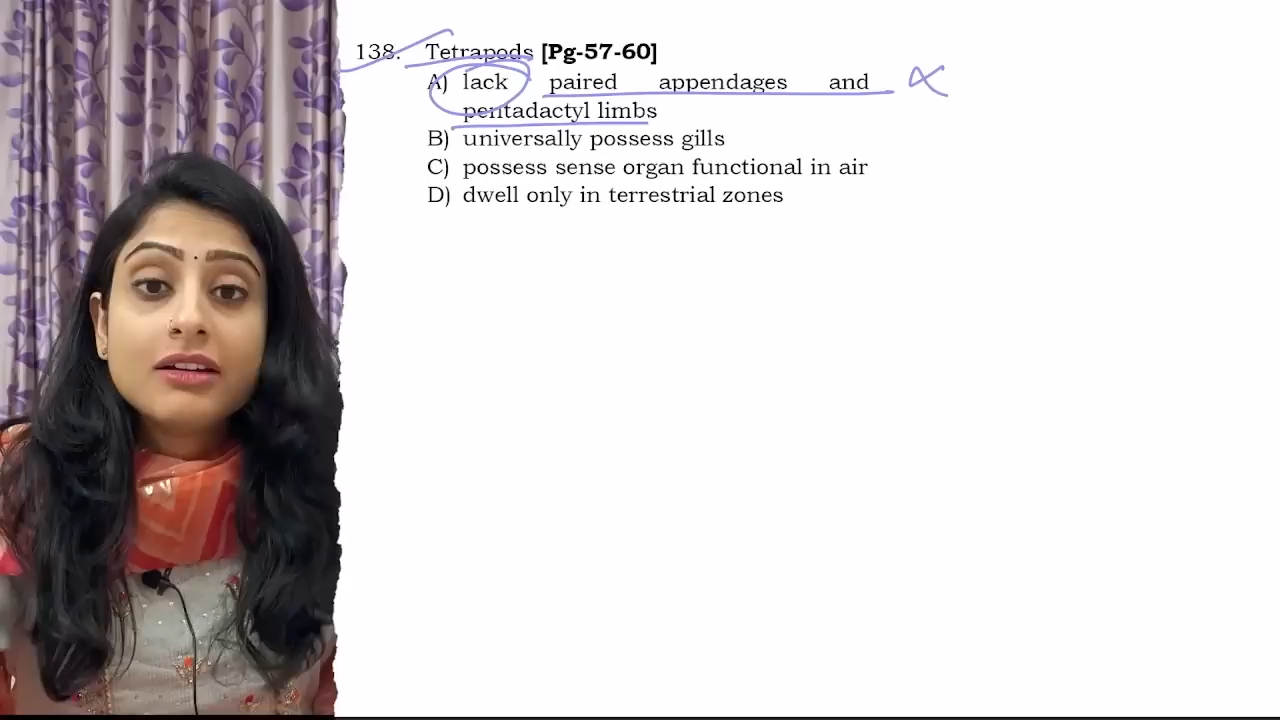 138. Tetrapods [Pg-57-60]
A) lack paired appendages and
pentadactyl limbs
B) universally possess gills
C) possess sense organ functional in air
D) dwell only in terrestrial zones